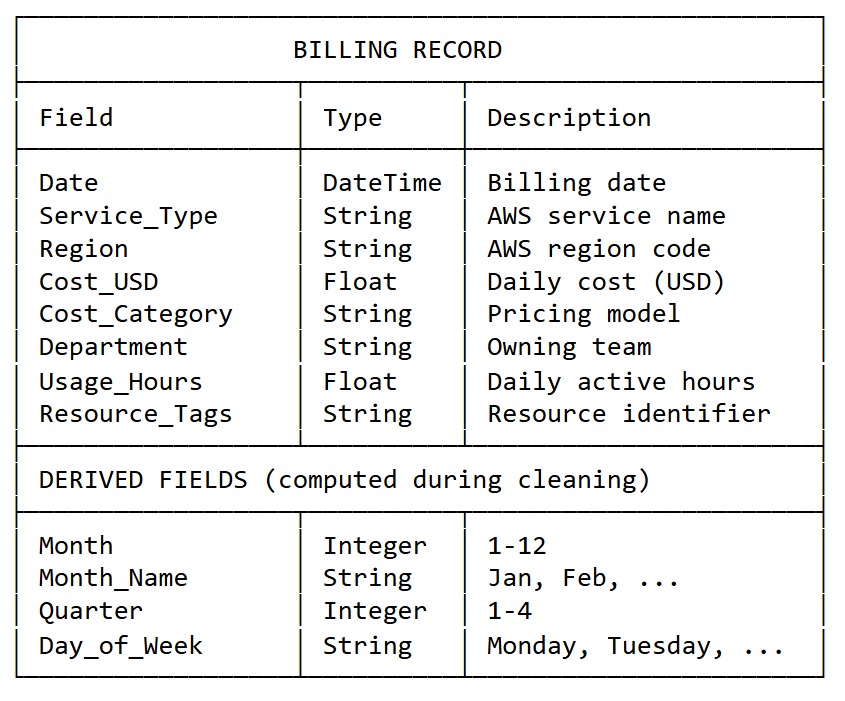 BILLING RECORD
Field Type Description
Date DateTime Billing date
Service_Type String AWS service name
Region String AWS region code
Cost_USD Float Daily cost (USD)
Cost_Category String Pricing model
Department String Owning team
Usage_Hours Float Daily active hours
Resource_Tags String Resource identifier
DERIVED FIELDS (computed during cleaning)
Month Integer 1-12
Month_Name String Jan, Feb, ...
Quarter Integer 1-4
Day_of_Week String Monday, Tuesday, ...